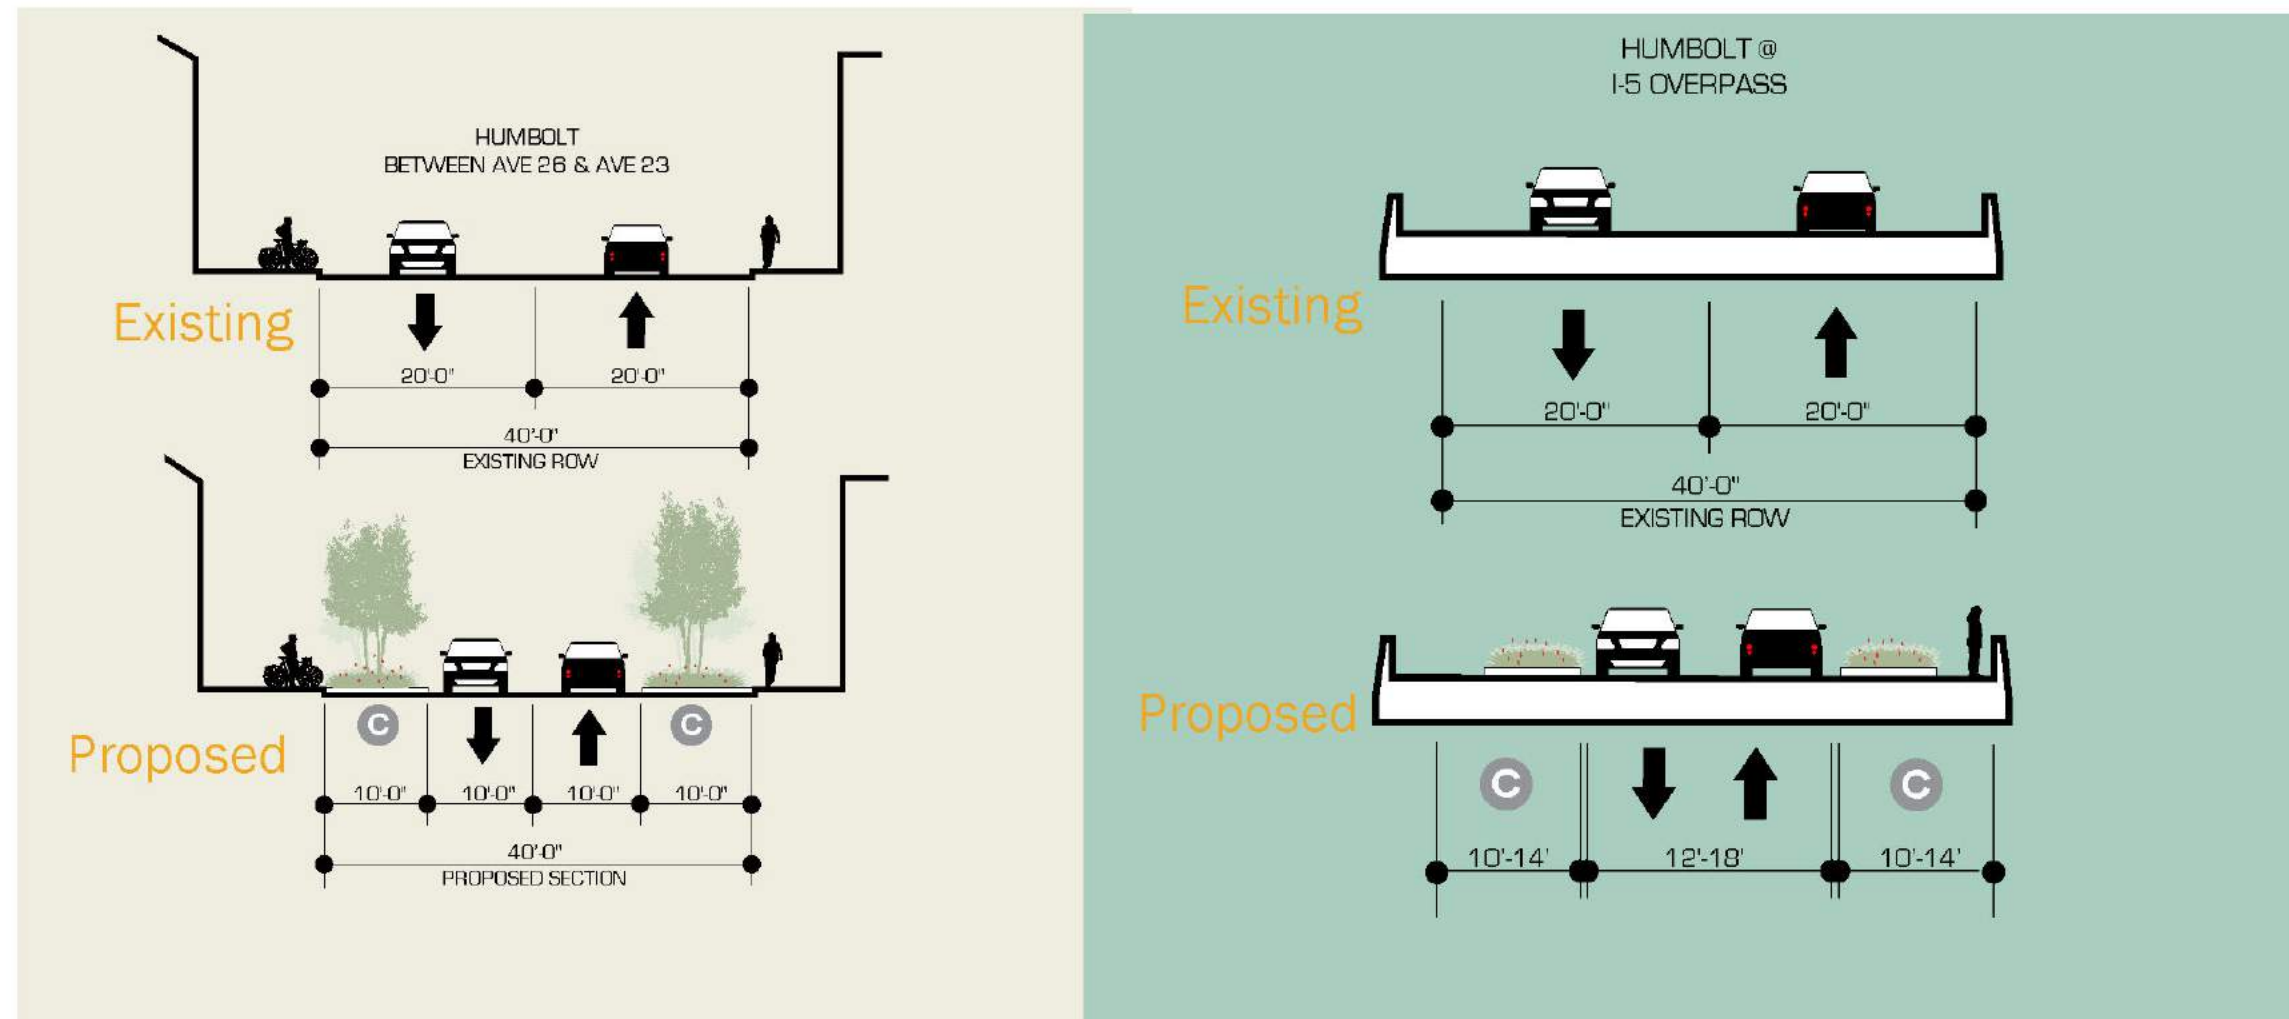 HUMBOLT
BETWEEN AVE 26 & AVE 23
Existing
20'-0" 20'-0"
40'-0"
EXISTING ROW
C C
Proposed
10'-0" 10'-0" 10'-0" 10'-0"
40'-0"
PROPOSED SECTION
HUMBOLT @
I-5 OVERPASS
Existing
20'-0" 20'-0"
40'-0"
EXISTING ROW
Proposed
C C
10'-14' 12'-18' 10'-14'